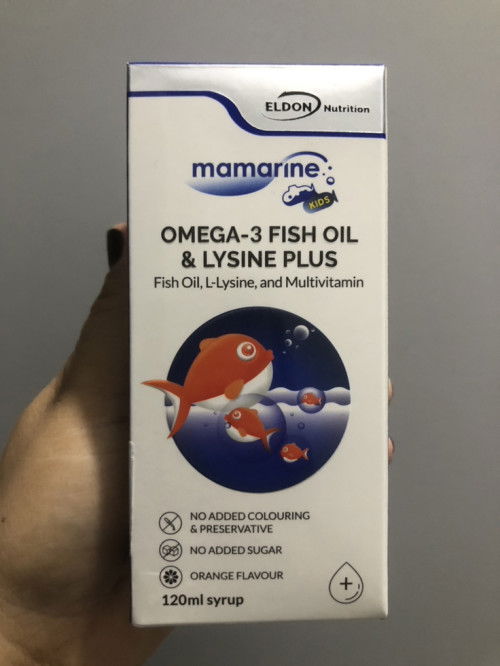 ELDON Nutrition
mamarine
KIDS
OMEGA-3 FISH OIL
& LYSINE PLUS
Fish Oil, L-Lysine, and Multivitamin
NO ADDED COLOURING
& PRESERVATIVE
NO ADDED SUGAR
ORANGE FLAVOUR
120ml syrup